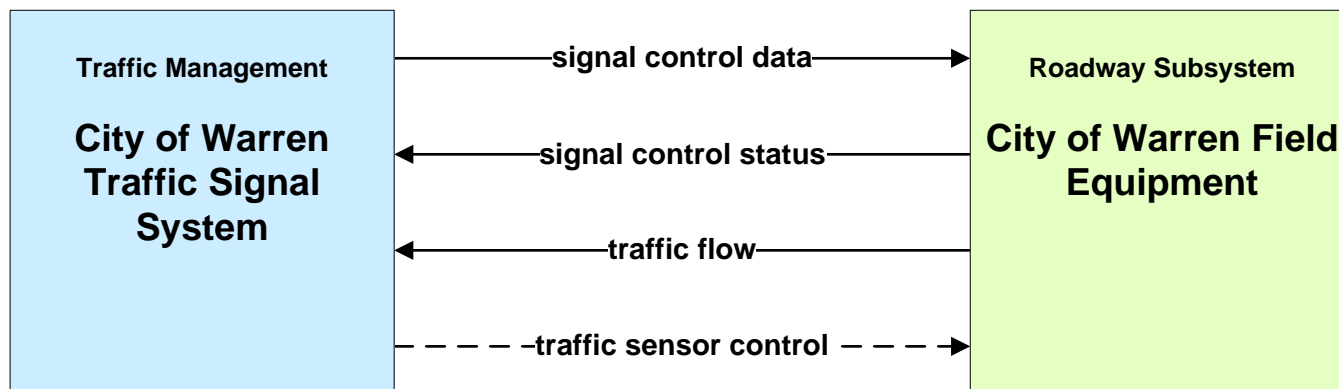 Traffic Management
City of Warren
Traffic Signal
System
signal control data
signal control status
traffic flow
traffic sensor control
Roadway Subsystem
City of Warren Field
Equipment